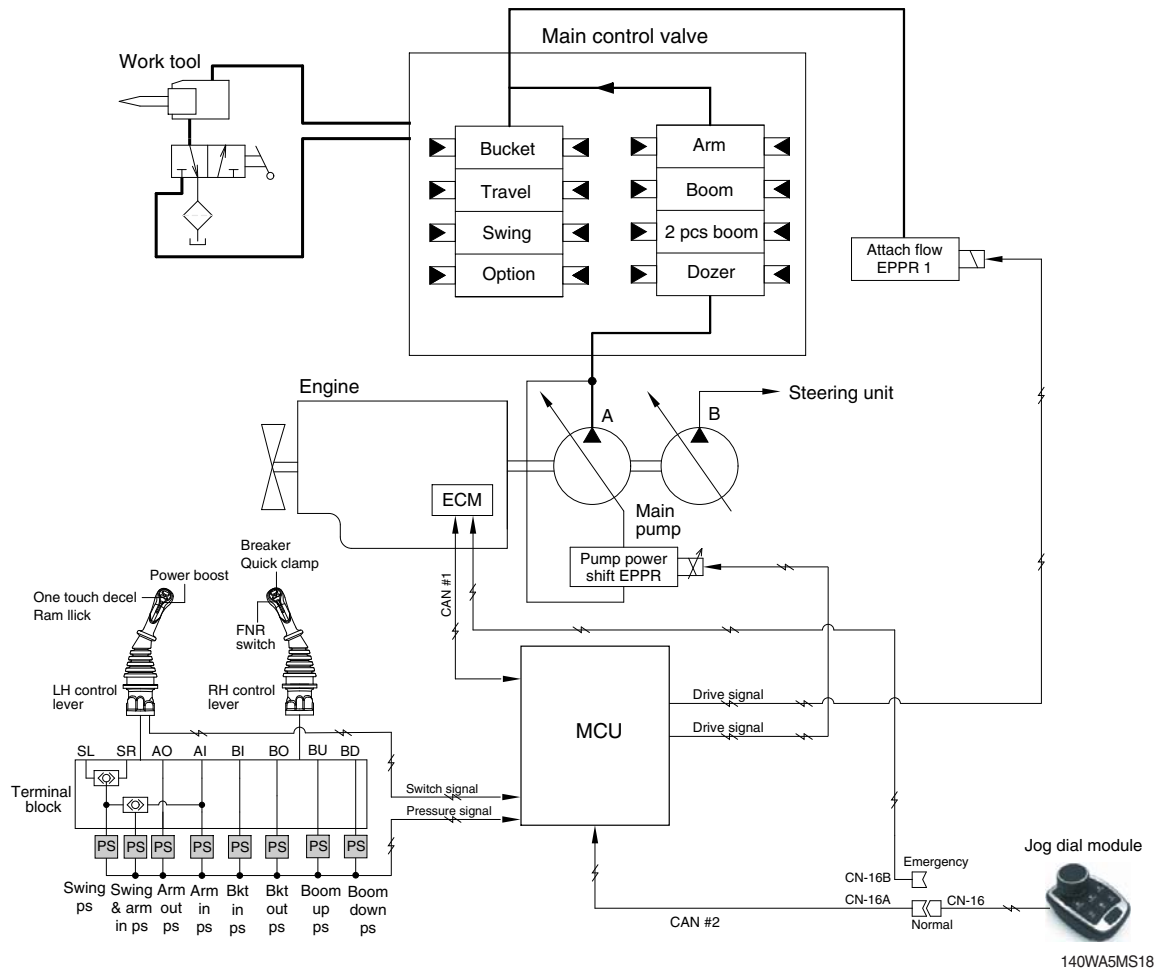 Main control valve
Work tool
Bucket
Travel
Swing
Option
Arm
Boom
2 pcs boom
Dozer
Attach flow
EPPR 1
Engine
A
B
Steering unit
ECM
Main
pump
Pump power
shift EPPR
CAN #1
Breaker
Quick clamp
Power boost
One touch decel
Ram llick
FNR
switch
LH control
lever
RH control
lever
MCU
Drive signal
Drive signal
SL
SR
AO
AI
BI
BO
BU
BD
Terminal
block
Switch signal
Pressure signal
PS
PS
PS
PS
PS
PS
PS
PS
Swing
ps
Swing
& arm
in ps
Arm
out
ps
Arm
in
ps
Bkt
in
ps
Bkt
out
ps
Boom
up
ps
Boom
down
ps
CAN #2
CN-16B
Emergency
CN-16A
CN-16
Normal
Jog dial module
140WA5MS18